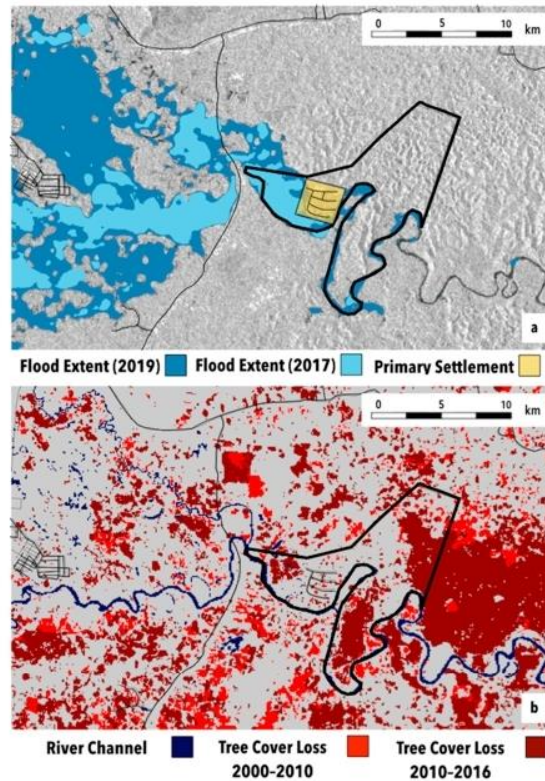 0 5 10
km
a
Flood Extent (2019) Flood Extent (2017) Primary Settlement
0 5 10
km
b
River Channel Tree Cover Loss Tree Cover Loss
2000–2010 2010-2016